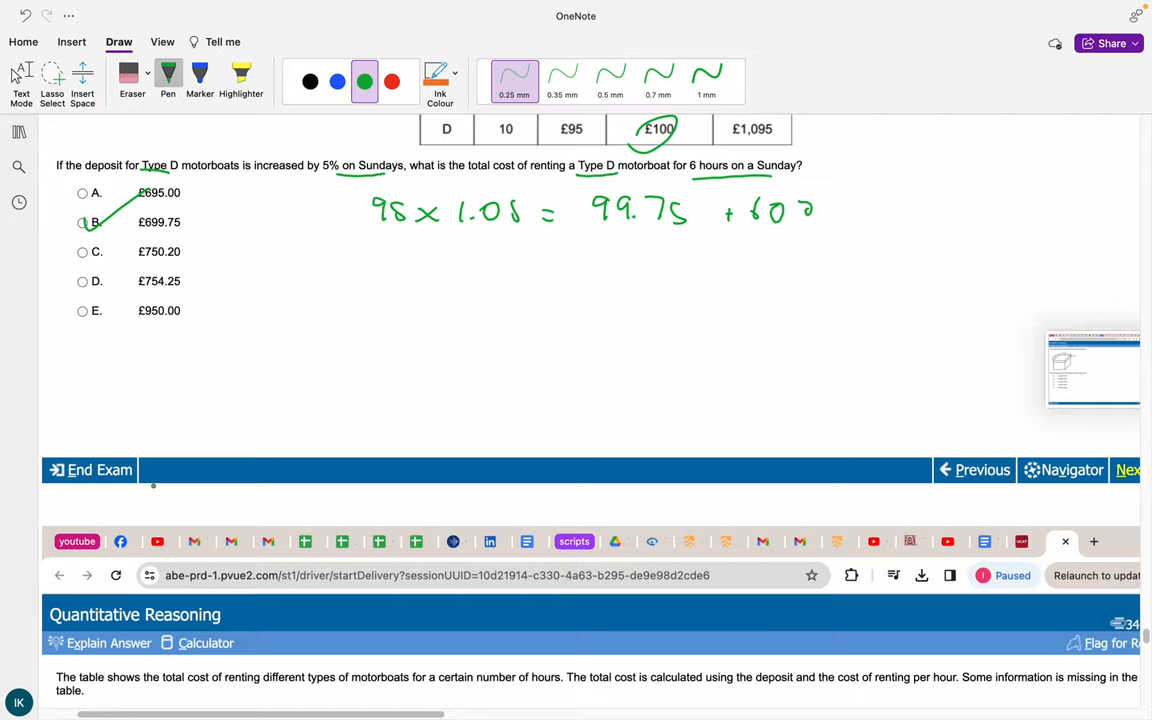 OneNote
Home Insert Draw View Tell me Share
Text Mode Lasso Select Insert Space Eraser Pen Marker Highlighter Ink Colour 0.25 mm 0.35 mm 0.5 mm 0.7 mm 1 mm
D 10 £95 £100 £1,095
If the deposit for Type D motorboats is increased by 5% on Sundays, what is the total cost of renting a Type D motorboat for 6 hours on a Sunday?
A. £695.00
B. £699.75
C. £750.20
D. £754.25
E. £950.00
95 × 1.05 = 99.75 + 600
End Exam Previous Navigator Nex
youtube scripts UCAT
abe-prd-1.pvue2.com/st1/driver/startDelivery?sessionUUID=10d21914-c330-4a63-b295-de9e98d2cde6 Paused Relaunch to updat
Quantitative Reasoning
34
Explain Answer Calculator Flag for R
The table shows the total cost of renting different types of motorboats for a certain number of hours. The total cost is calculated using the deposit and the cost of renting per hour. Some information is missing in the
table.
IK